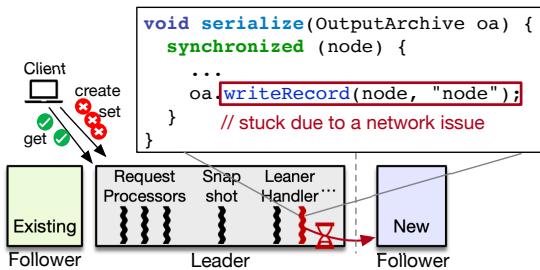 void serialize(OutputArchive oa) {
synchronized (node) {
...
oa.writeRecord(node, "node");
}
// stuck due to a network issue
}
Client
create
set
get
Request Processors
Snap shot
Leaner Handler
...
Existing
New
Follower
Leader
Follower